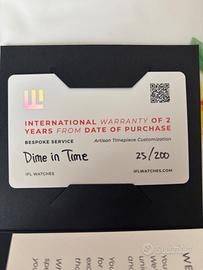 INTERNATIONAL WARRANTY OF 2
YEARS FROM DATE OF PURCHASE
BESPOKE SERVICE
Artisan Timepiece Customization
Dime in Time
25/200
IFL WATCHES
IFLWATCHES.COM
WE